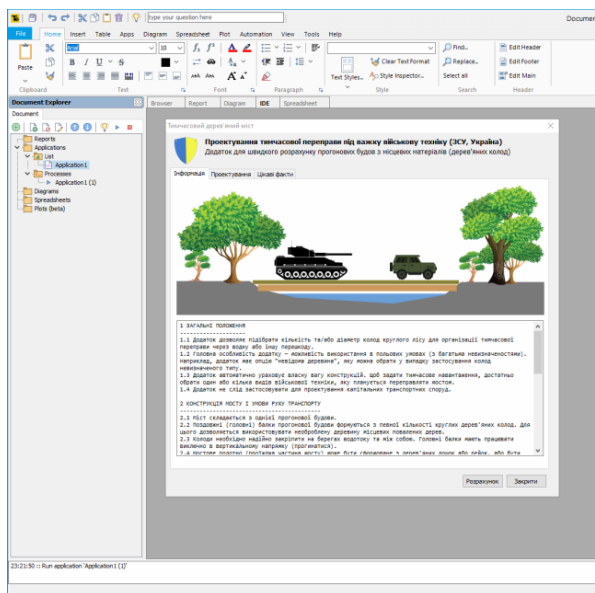 type your question here
Documen
File Home Insert Table Apps Diagram Spreadsheet Plot Automation View Tools Help
Paste
Clipboard
Arial
10
B I U S
Text
Font
Paragraph
Text Styles...
Clear Text Format
Style Inspector...
Style
Find...
Replace...
Select all
Search
Edit Header
Edit Footer
Edit Main
Header
Document Explorer
Document
Reports
Applications
List
Application1
Processes
Application1 (1)
Diagrams
Spreadsheets
Plots (beta)
Browser Report Diagram IDE Spreadsheet
Тимчасовий дерев'яний міст
Проектування тимчасової переправи під важку військову техніку (ЗСУ, Україна)
Додаток для швидкого розрахунку прогонових будов з місцевих матеріалів (дерев'яних колод)
Інформація Проектування Цікаві факти
1 ЗАГАЛЬНІ ПОЛОЖЕННЯ
1.1 Додаток дозволяє підібрати кількість та/або діаметр колод круглого лісу для організації тимчасової
переправи через водну або іншу перешкоду.
1.2 Головна особливість додатку – можливість використання в польових умовах (з багатьма невизначеностями).
Наприклад, додаток має опція "невідоме деревина", яку можна обрати у випадку застосування колод
невизначеного типу.
1.3 Додаток автоматично ураховує власну вагу конструкцій. Щоб задати тимчасове навантаження, достатньо
обрати один або кілька видів військової техніки, яку планується переправляти мостом.
1.4 Додаток не слід застосовувати для проектування капітальних транспортних споруд.
2 КОНСТРУКЦІЯ МОСТУ І УМОВИ РУХУ ТРАНСПОРТУ
2.1 Міст складається з однієї прогонової будови.
2.2 Поздовжні (головні) балки прогонової будови формуються з певної кількості круглих дерев'яних колод. Для
цього дозволяється використовувати необроблену деревину місцевих повалених дерев.
2.3 Колоди необхідно надійно закріпити на берегах водотоку та між собою. Головні балки мають працювати
виключно в вертикальному напрямку (прогинатися).
Розрахунок Закрити
23:21:50 :: Run application 'Application1 (1)'